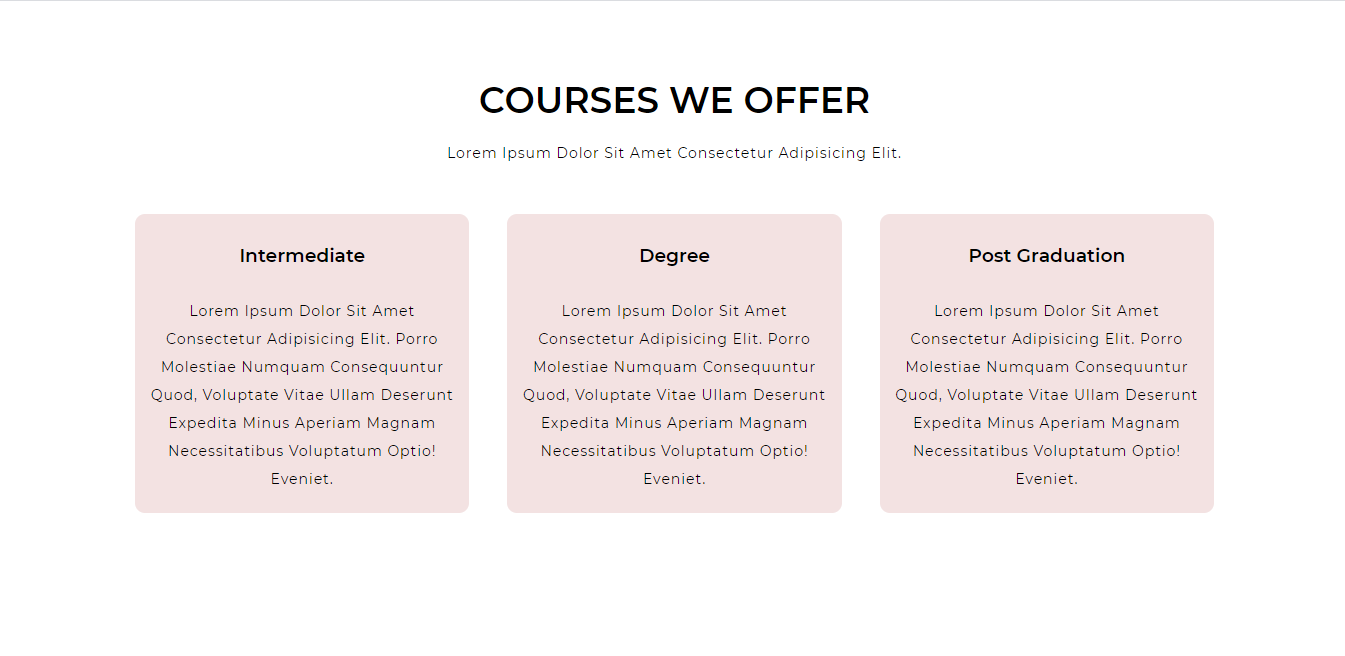 COURSES WE OFFER
Lorem Ipsum Dolor Sit Amet Consectetur Adipisicing Elit.
Intermediate
Lorem Ipsum Dolor Sit Amet
Consectetur Adipisicing Elit. Porro
Molestiae Numquam Consequuntur
Quod, Voluptate Vitae Ullam Deserunt
Expedita Minus Aperiam Magnam
Necessitatibus Voluptatum Optio!
Eveniet.
Degree
Lorem Ipsum Dolor Sit Amet
Consectetur Adipisicing Elit. Porro
Molestiae Numquam Consequuntur
Quod, Voluptate Vitae Ullam Deserunt
Expedita Minus Aperiam Magnam
Necessitatibus Voluptatum Optio!
Eveniet.
Post Graduation
Lorem Ipsum Dolor Sit Amet
Consectetur Adipisicing Elit. Porro
Molestiae Numquam Consequuntur
Quod, Voluptate Vitae Ullam Deserunt
Expedita Minus Aperiam Magnam
Necessitatibus Voluptatum Optio!
Eveniet.